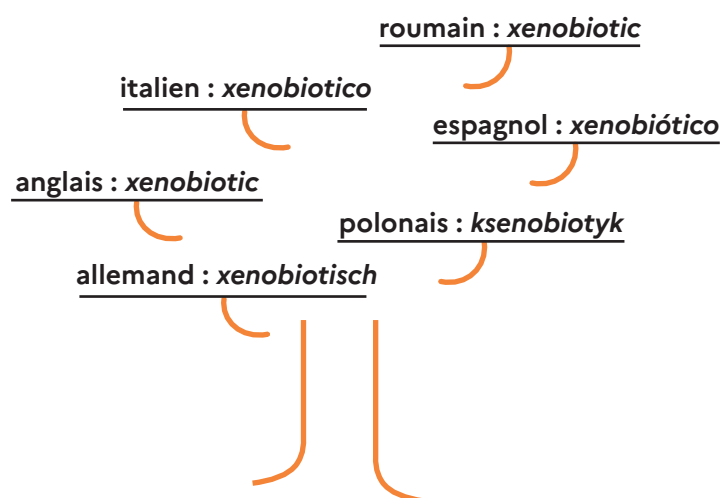 roumain : xenobiotic
italien : xenobiotico
espagnol : xenobiótico
anglais : xenobiotic
polonais : ksenobiotyk
allemand : xenobiotisch